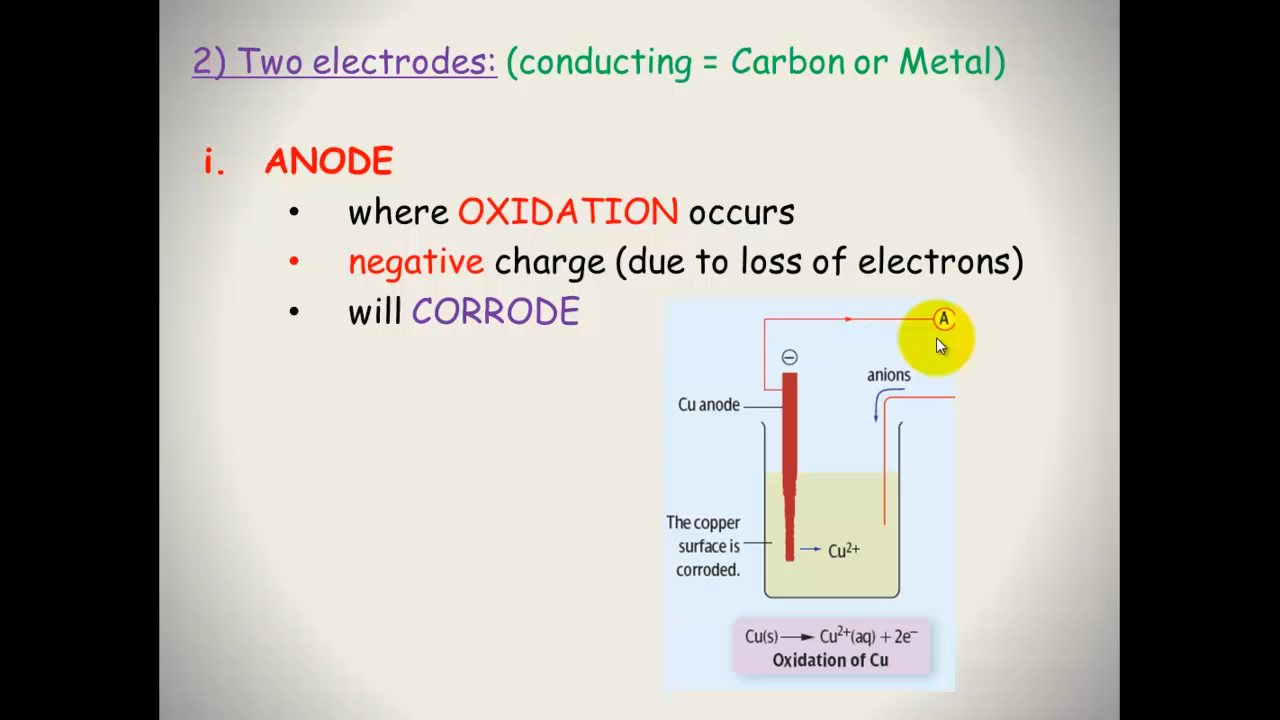 2) Two electrodes: (conducting = Carbon or Metal)
i. ANODE
• where OXIDATION occurs
• negative charge (due to loss of electrons)
• will CORRODE
A
−
anions
Cu anode
The copper
surface is
corroded.
Cu²⁺
Cu(s) ⟶ Cu²⁺(aq) + 2e⁻
Oxidation of Cu